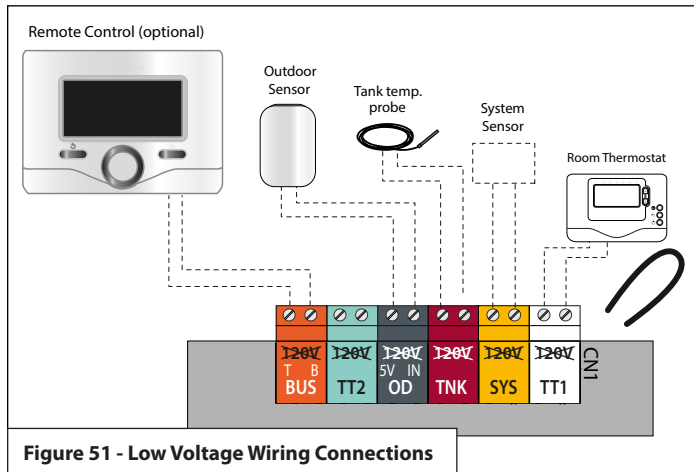 Remote Control (optional)
Outdoor
Sensor
Tank temp.
probe
System
Sensor
Room Thermostat
120V 120V 120V 120V 120V 120V
T B 5V IN
BUS TT2 OD TNK SYS TT1
CN1
Figure 51 - Low Voltage Wiring Connections